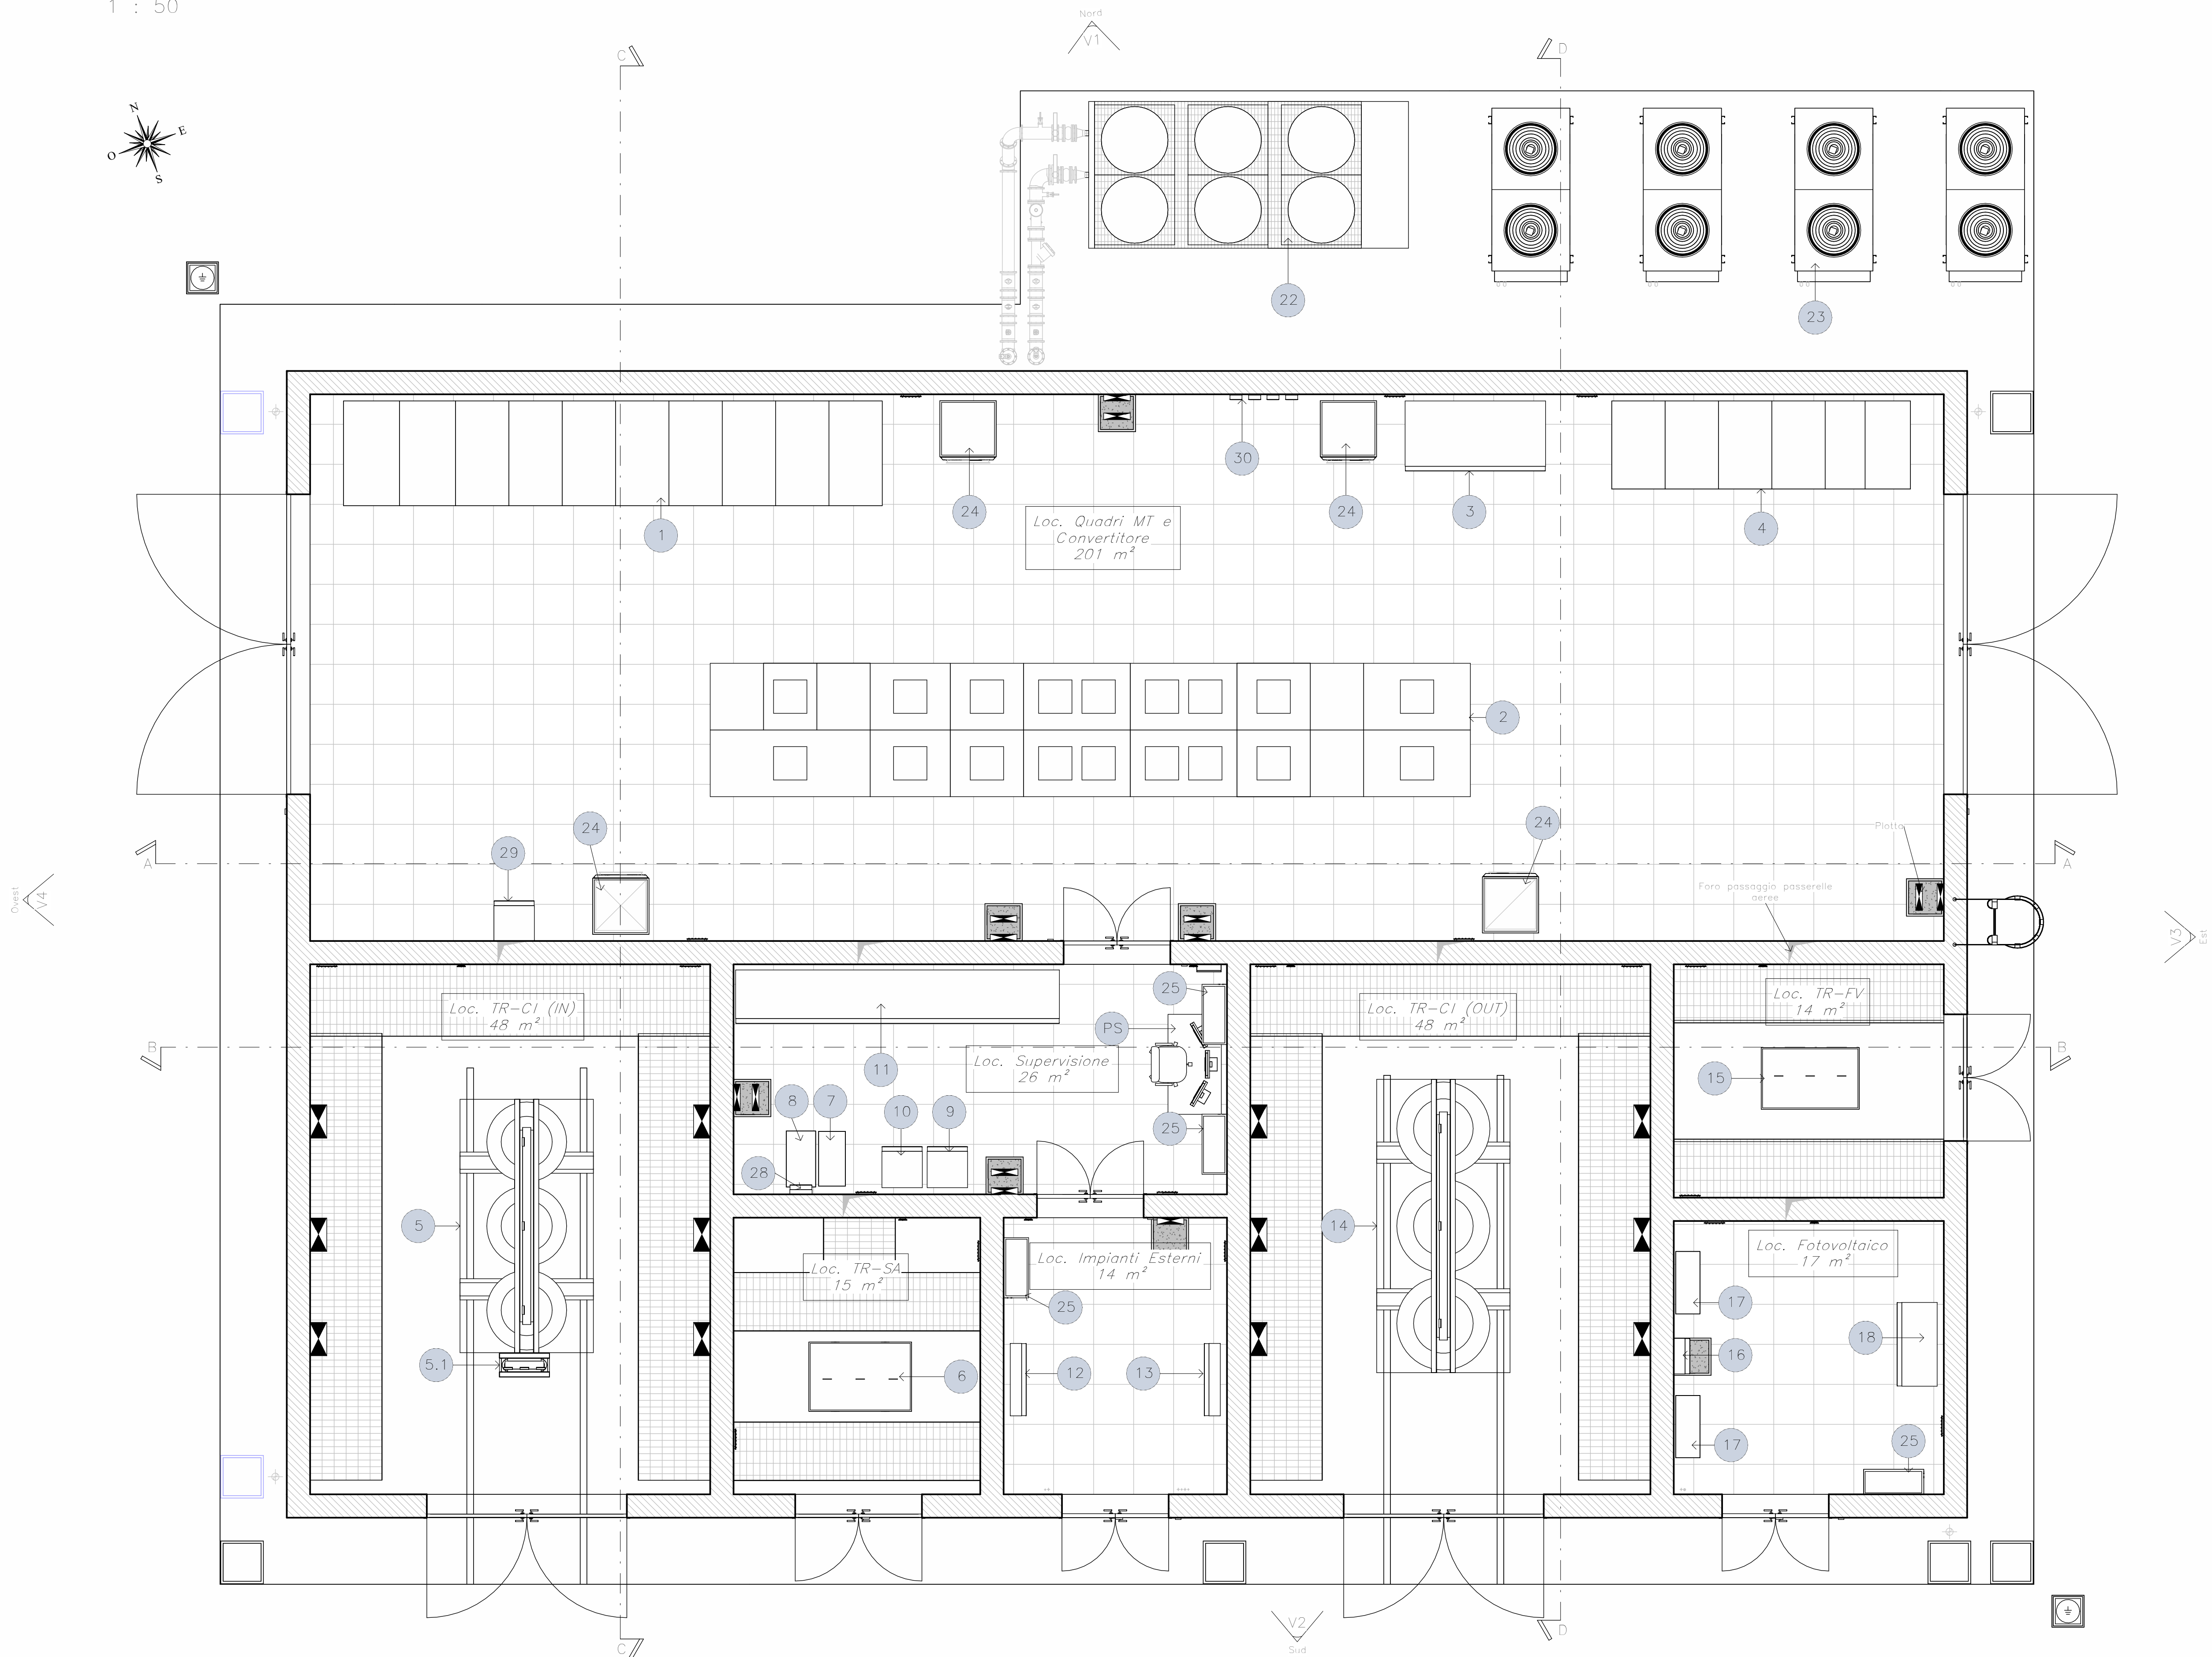 1 : 50
Nord
V1
C
D
N
E
O
S
22
23
30
24
24
3
4
1
Loc. Quadri MT e
Convertitore
201 m²
2
24
24
29
Piotta
A
A
Foro passaggio passerelle
aeree
Ovest
V4
V3
Est
Loc. TR-CI (IN)
48 m²
25
PS
Loc. TR-CI (OUT)
48 m²
Loc. TR-FV
14 m²
B
B
Loc. Supervisione
26 m²
11
15
8
7
10
9
25
28
5
14
Loc. TR-SA
15 m²
Loc. Impianti Esterni
14 m²
Loc. Fotovoltaico
17 m²
25
17
18
5.1
16
6
12
13
17
25
V2
Sud
C
D